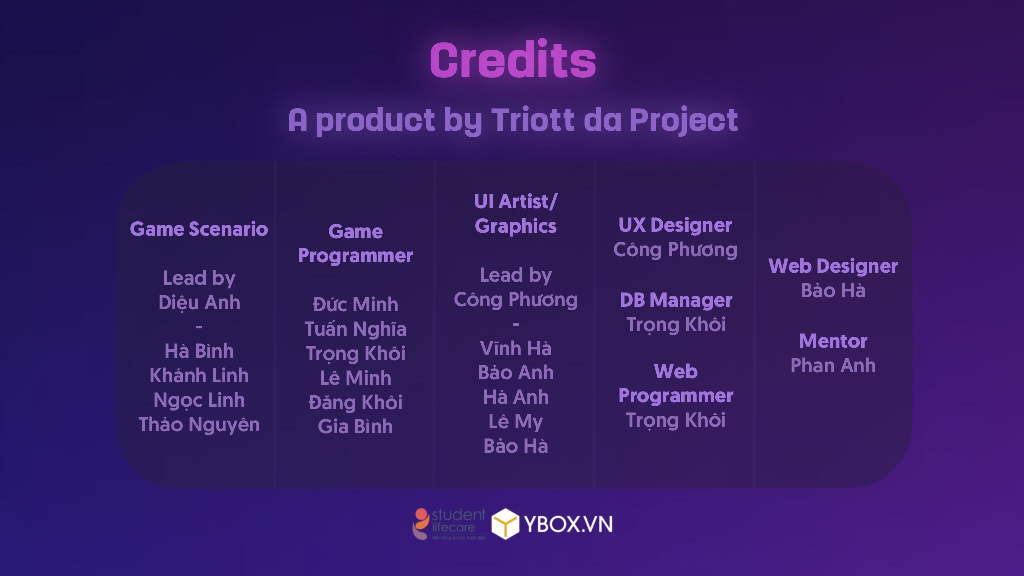 Credits
A product by Triott da Project
Game Scenario
Lead by
Diệu Anh
-
Hà Bình
Khánh Linh
Ngọc Linh
Thảo Nguyên
Game
Programmer
Đức Minh
Tuấn Nghĩa
Trọng Khôi
Lê Minh
Đăng Khôi
Gia Bình
UI Artist/
Graphics
Lead by
Công Phương
-
Vĩnh Hà
Bảo Anh
Hà Anh
Lê My
Bảo Hà
UX Designer
Công Phương
DB Manager
Trọng Khôi
Web
Programmer
Trọng Khôi
Web Designer
Bảo Hà
Mentor
Phan Anh
student
lifecare
YBOX.VN